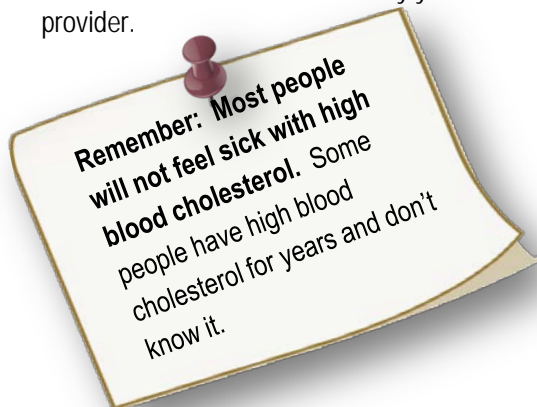 provider.
Remember: Most people
will not feel sick with high
blood cholesterol. Some
people have high blood
cholesterol for years and don't
know it.